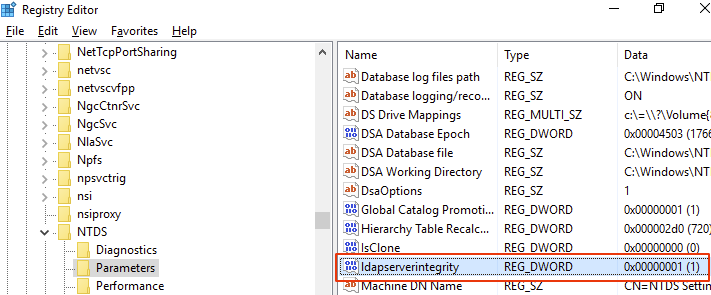 Registry Editor
File Edit View Favorites Help
NetTcpPortSharing
netsvc
netvscvfpp
NgcCtnrSvc
NgcSvc
NlaSvc
Npfs
npsvctrig
nsi
nsiproxy
NTDS
Diagnostics
Parameters
Performance
Name Type Data
Database log files path REG_SZ C:\Windows\NT
Database logging/reco... REG_SZ ON
DS Drive Mappings REG_MULTI_SZ c:\=\\?\Volume{
DSA Database Epoch REG_DWORD 0x00004503 (1766
DSA Database file REG_SZ C:\Windows\NT
DSA Working Directory REG_SZ C:\Windows\NT
DsaOptions REG_SZ 1
Global Catalog Promoti... REG_DWORD 0x00000001 (1)
Hierarchy Table Recalc... REG_DWORD 0x000002d0 (720)
IsClone REG_DWORD 0x00000000 (0)
ldapserverintegrity REG_DWORD 0x00000001 (1)
Machine DN Name REG_SZ CN=NTDS Setting